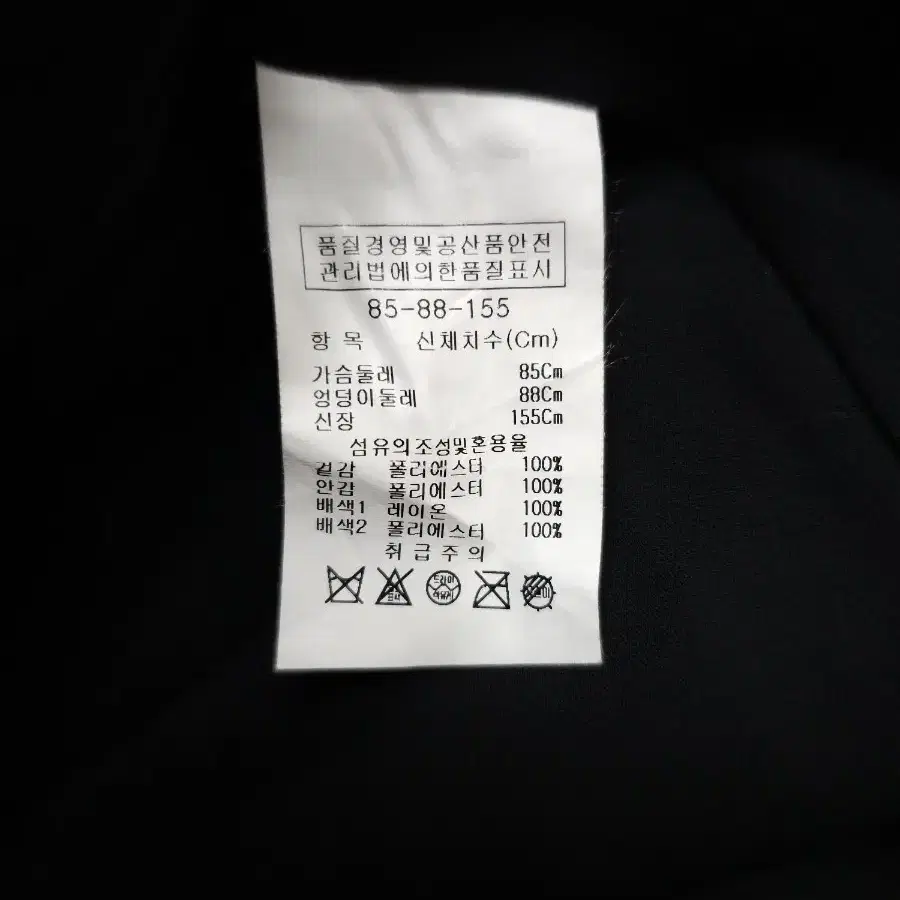 품질경영및공산품안전
관리법에의한품질표시
85-88-155
항 목 신체치수(Cm)
가슴둘레 85Cm
엉덩이둘레 88Cm
신장 155Cm
섬유의조성및혼용율
겉감 폴리에스터 100%
안감 폴리에스터 100%
배색1 레이온 100%
배색2 폴리에스터 100%
취급주의
드라이